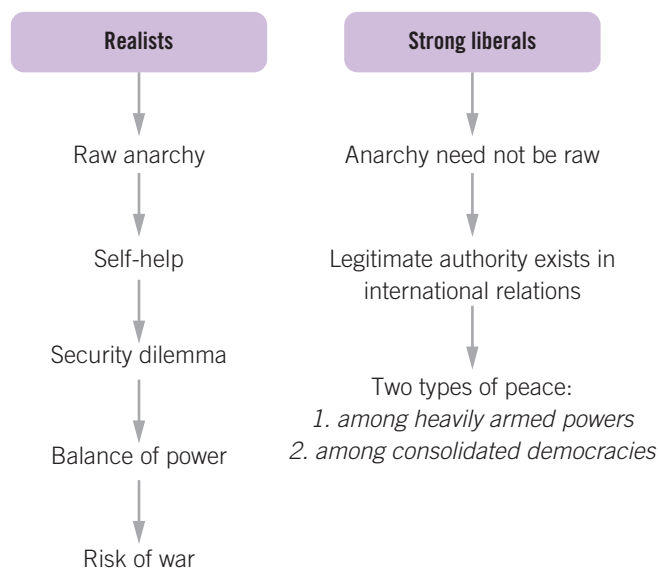 Realists
Raw anarchy
Self-help
Security dilemma
Balance of power
Risk of war
Strong liberals
Anarchy need not be raw
Legitimate authority exists in
international relations
Two types of peace:
1. among heavily armed powers
2. among consolidated democracies